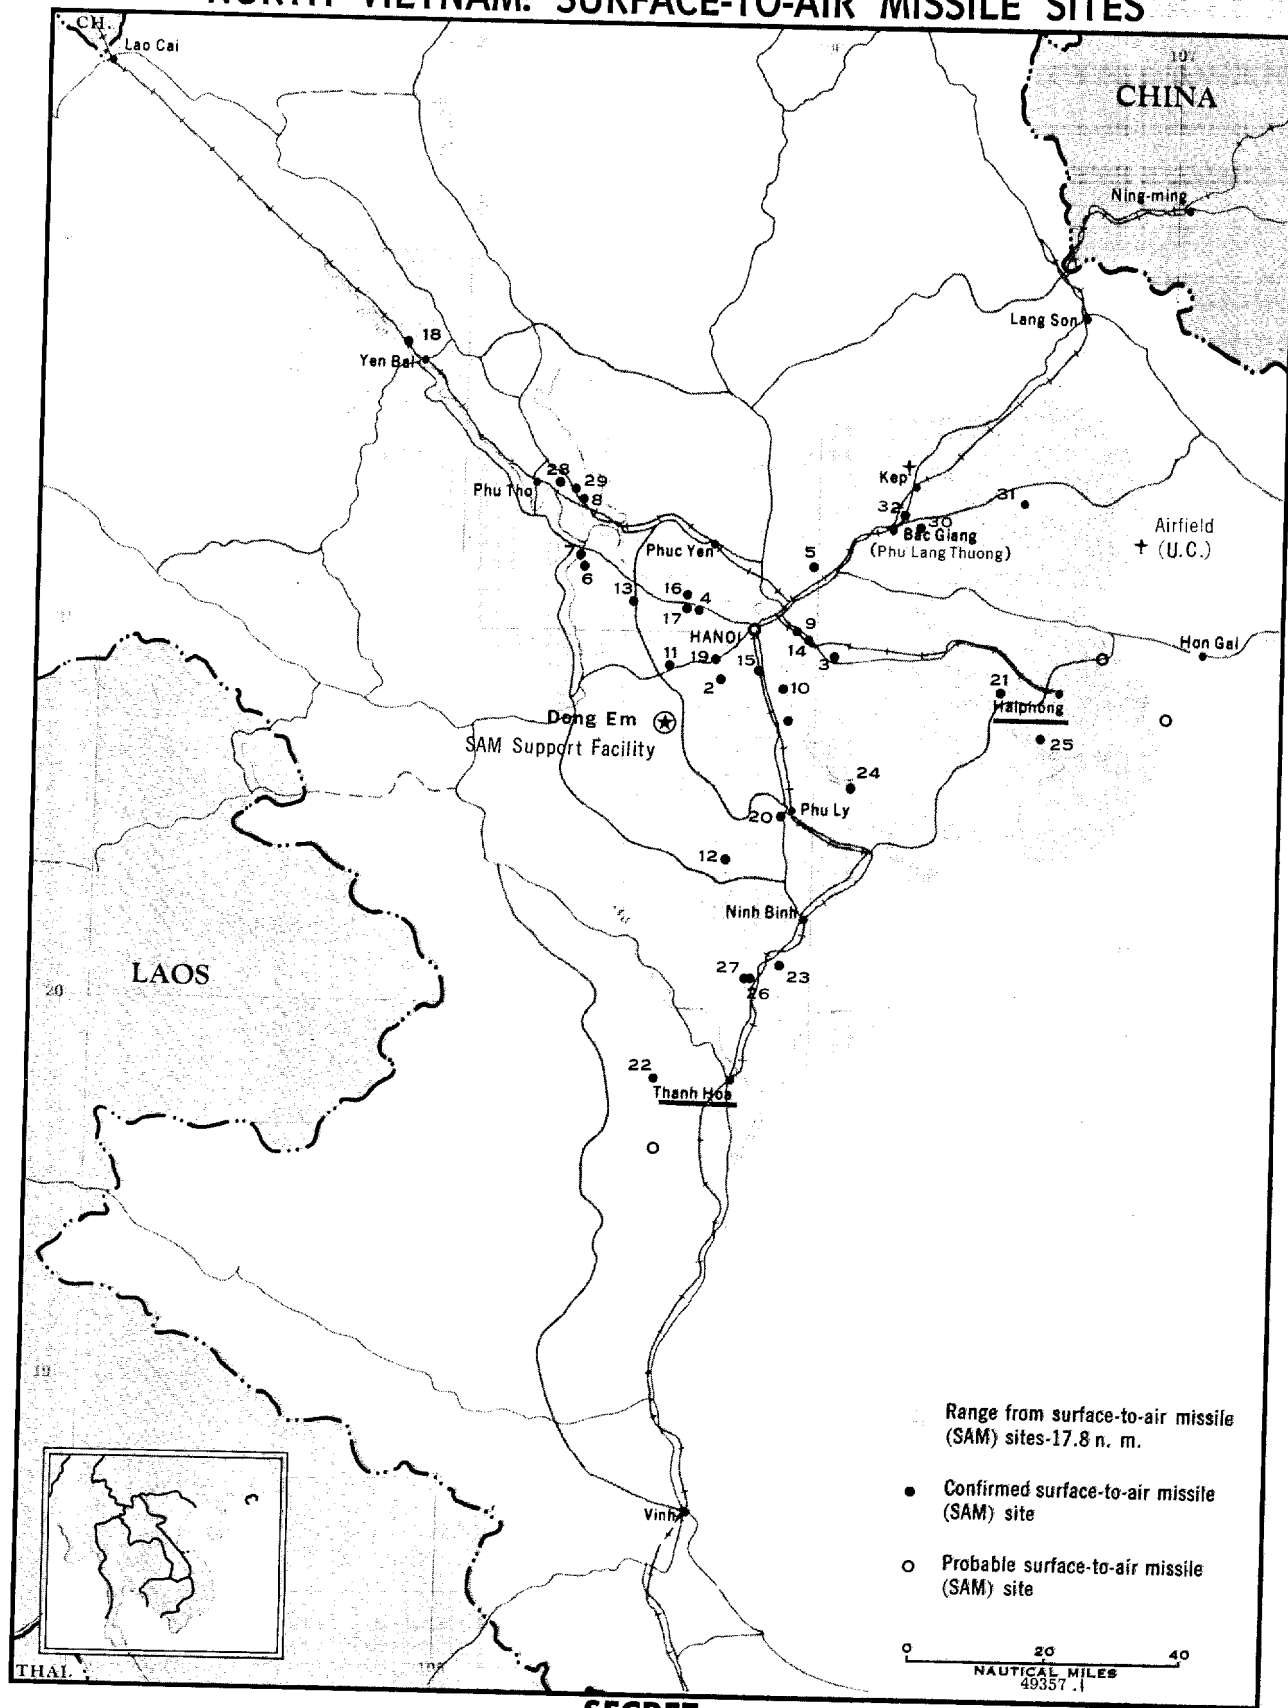 NORTH VIETNAM: SURFACE-TO-AIR MISSILE SITES
CH.
Lao Cai
107
CHINA
Ning-ming
Lang Son
18
Yen Bai
Kep
28
29
Phu Tho
8
31
32
30
Bac Giang
(Phu Lang Thuong)
Airfield
(U.C.)
7
Phuc Yen
5
6
16
13
4
17
9
HANOI
14
Hon Gai
11
19
15
3
2
10
21
Haiphong
Dong Em
SAM Support Facility
25
24
20
Phu Ly
12
Ninh Binh
LAOS
27
23
20
26
22
Thanh Hoa
19
Range from surface-to-air missile
(SAM) sites-17.8 n. m.
Confirmed surface-to-air missile
(SAM) site
Vinh
Probable surface-to-air missile
(SAM) site
0
20
40
NAUTICAL MILES
THAI.
49357
SECRET